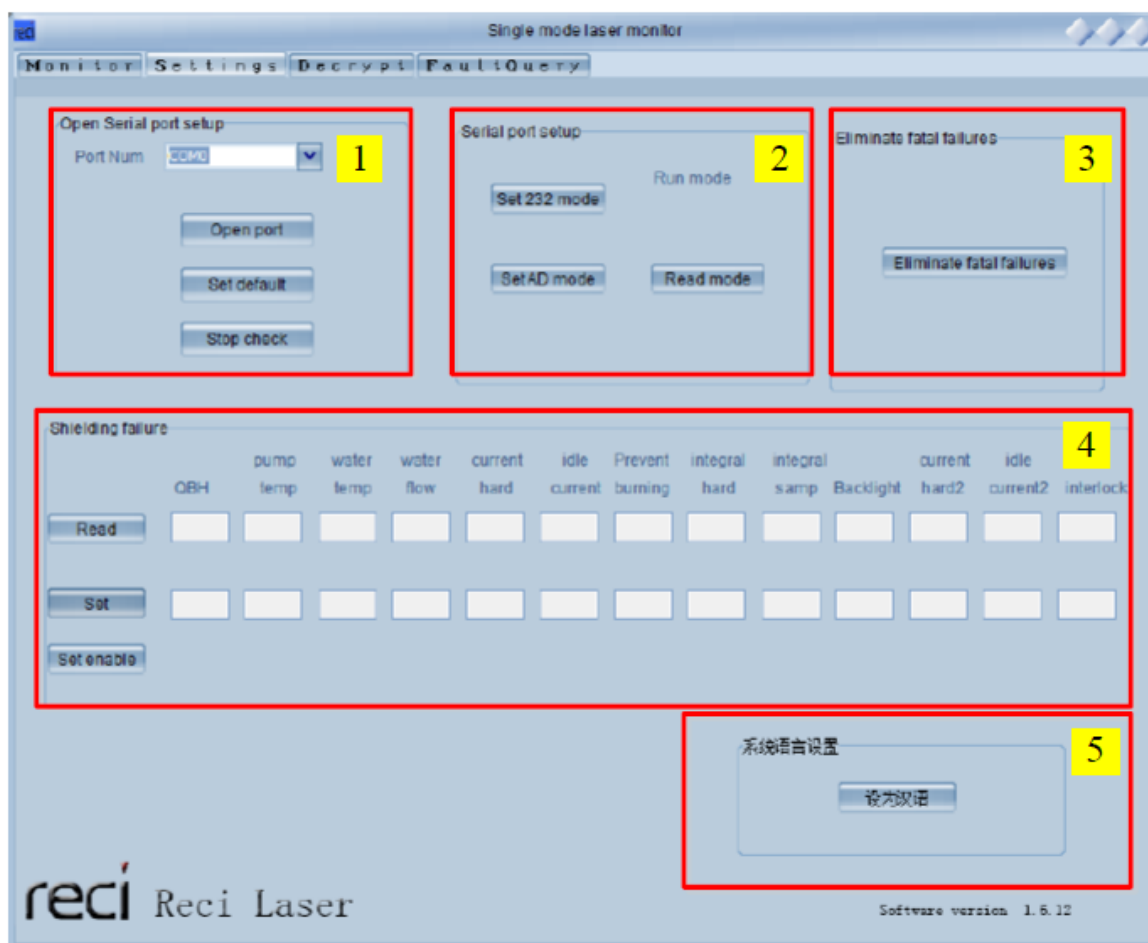 reci
Single mode laser monitor
Monitor Settings Decrypt FaultQuery
Open Serial port setup
Port Num COM0
1
Open port
Set default
Stop check
Serial port setup
2
Run mode
Set 232 mode
Set AD mode Read mode
Eliminate fatal failures
3
Eliminate fatal failures
Shielding failure
4
QBH pump temp water temp water flow current hard idle current Prevent burning integral hard integral samp Backlight current hard2 idle current2 interlock
Read
Set
Set enable
系统语言设置
5
设为汉语
reci Reci Laser
Software version 1.5.12